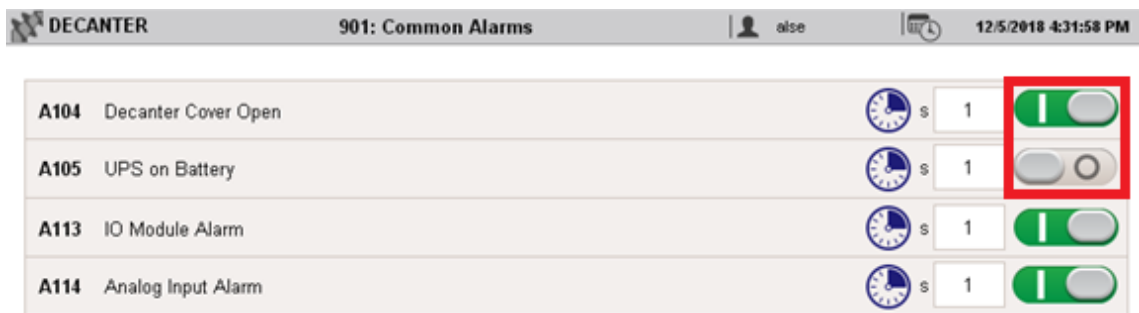 DECANTER 901: Common Alarms alse 12/5/2018 4:31:58 PM
A104 Decanter Cover Open s 1
A105 UPS on Battery s 1
A113 IO Module Alarm s 1
A114 Analog Input Alarm s 1